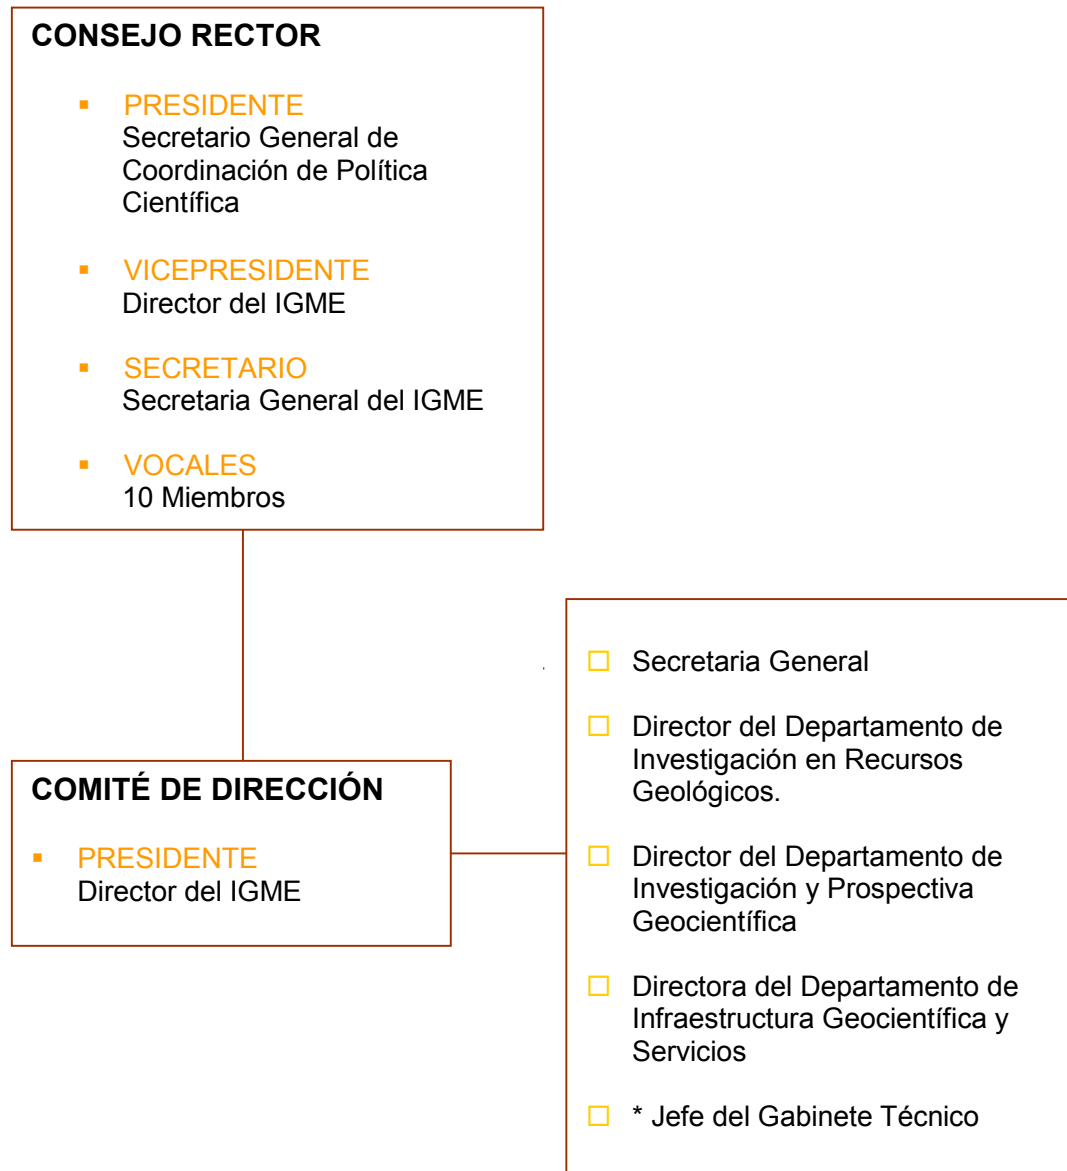 CONSEJO RECTOR
▪ PRESIDENTE
Secretario General de
Coordinación de Política
Científica
▪ VICEPRESIDENTE
Director del IGME
▪ SECRETARIO
Secretaria General del IGME
▪ VOCALES
10 Miembros
COMITÉ DE DIRECCIÓN
▪ PRESIDENTE
Director del IGME
□ Secretaria General
□ Director del Departamento de
Investigación en Recursos
Geológicos.
□ Director del Departamento de
Investigación y Prospectiva
Geocientífica
□ Directora del Departamento de
Infraestructura Geocientífica y
Servicios
□ * Jefe del Gabinete Técnico